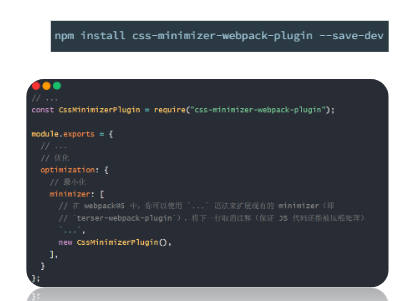 npm install css-minimizer-webpack-plugin --save-dev
// ...
const CssMinimizerPlugin = require("css-minimizer-webpack-plugin");
module.exports = {
// ...
// 优化
optimization: {
// 最小化
minimizer: [
// 在 webpack@5 中，你可以使用 `...` 语法来扩展现有的 minimizer（即
// `terser-webpack-plugin`），将下一行取消注释（保证 JS 代码还能被压缩处理）
`...`,
new CssMinimizerPlugin(),
],
}
};